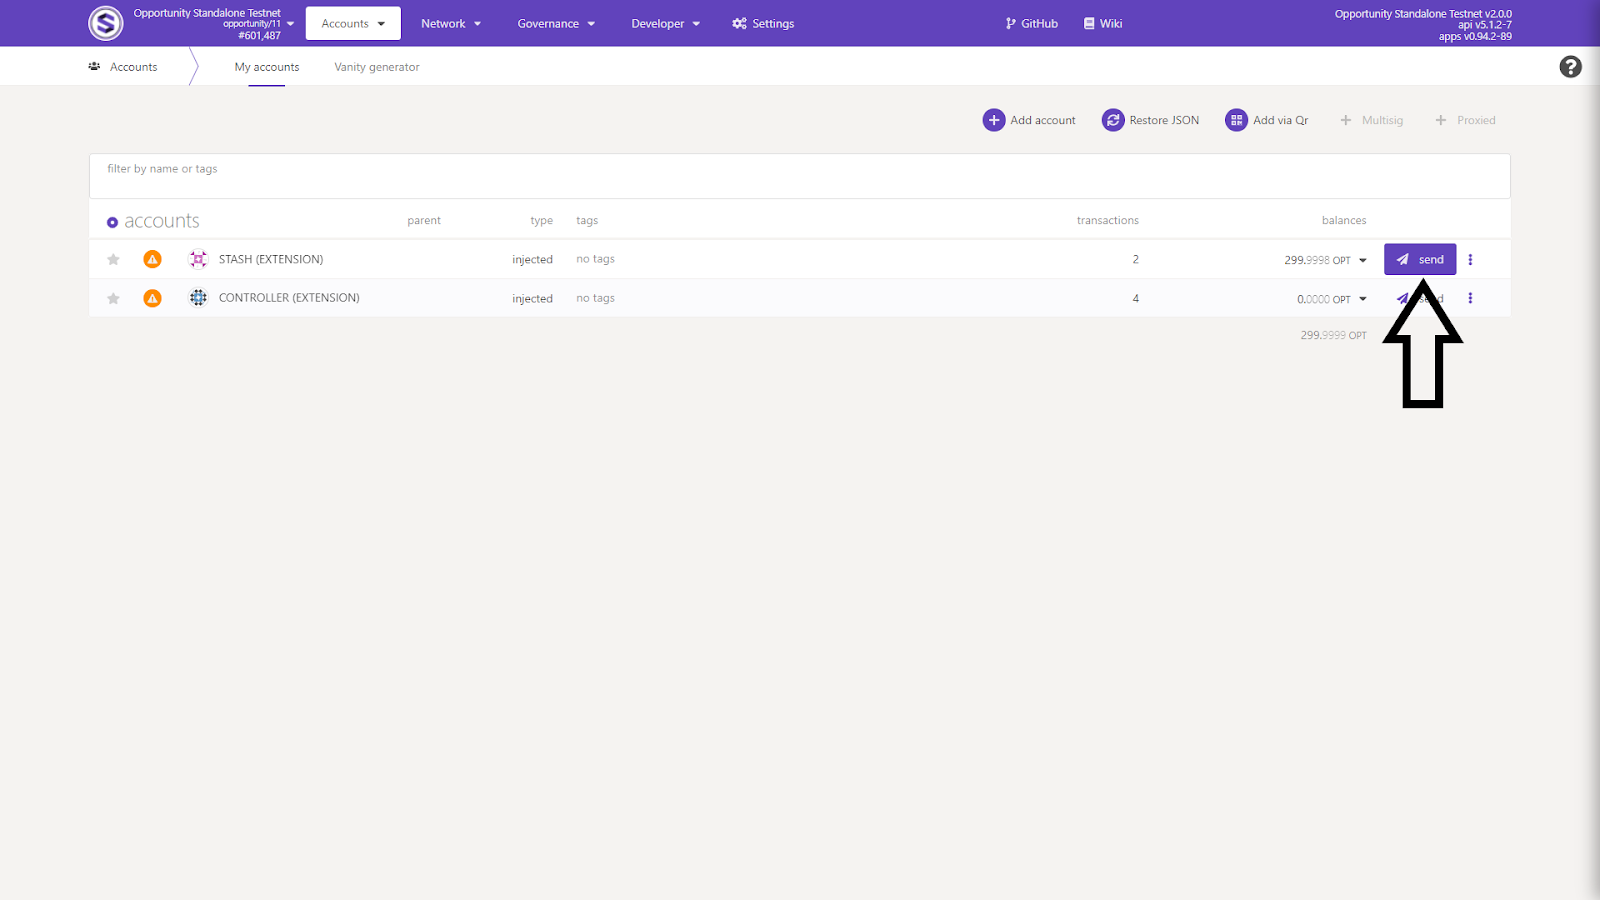 Opportunity Standalone Testnet
opportunity/11
#601,487
Accounts
Network
Governance
Developer
Settings
GitHub
Wiki
Opportunity Standalone Testnet v2.0.0
api v5.1.2-7
apps v0.94.2-89
Accounts
My accounts
Vanity generator
Add account
Restore JSON
Add via Qr
Multisig
Proxied
filter by name or tags
accounts parent type tags transactions balances
STASH (EXTENSION) injected no tags 2 299.9998 OPT send
CONTROLLER (EXTENSION) injected no tags 4 0.0000 OPT send
299.9999 OPT